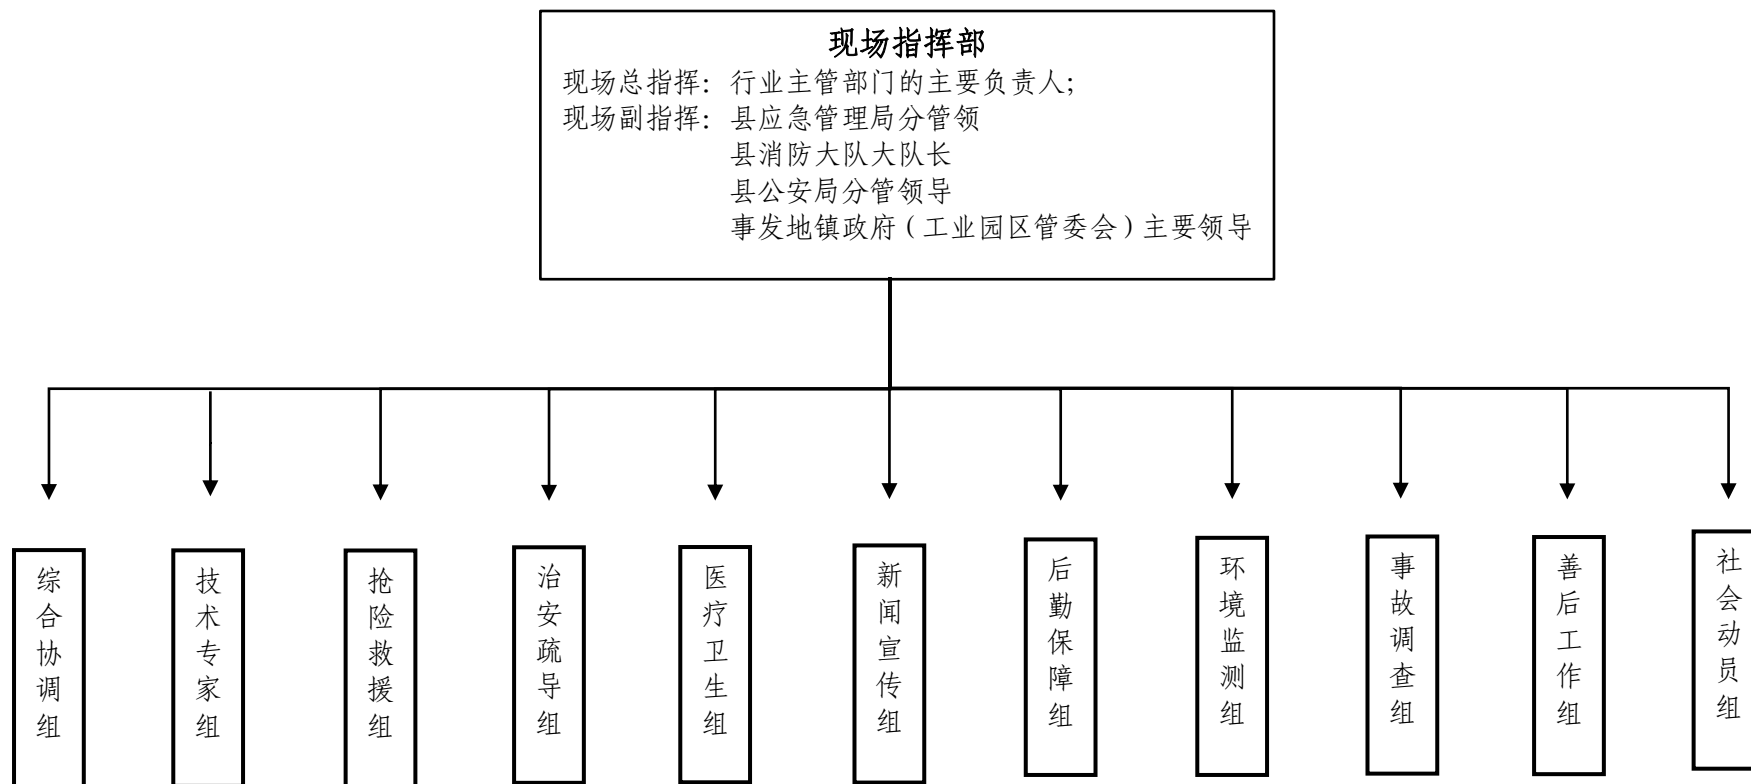 现场指挥部
现场总指挥：行业主管部门的主要负责人；
现场副指挥：县应急管理局分管领
县消防大队大队长
县公安局分管领导
事发地镇政府（工业园区管委会）主要领导
综合协调组
技术专家组
抢险救援组
治安疏导组
医疗卫生组
新闻宣传组
后勤保障组
环境监测组
事故调查组
善后工作组
社会动员组